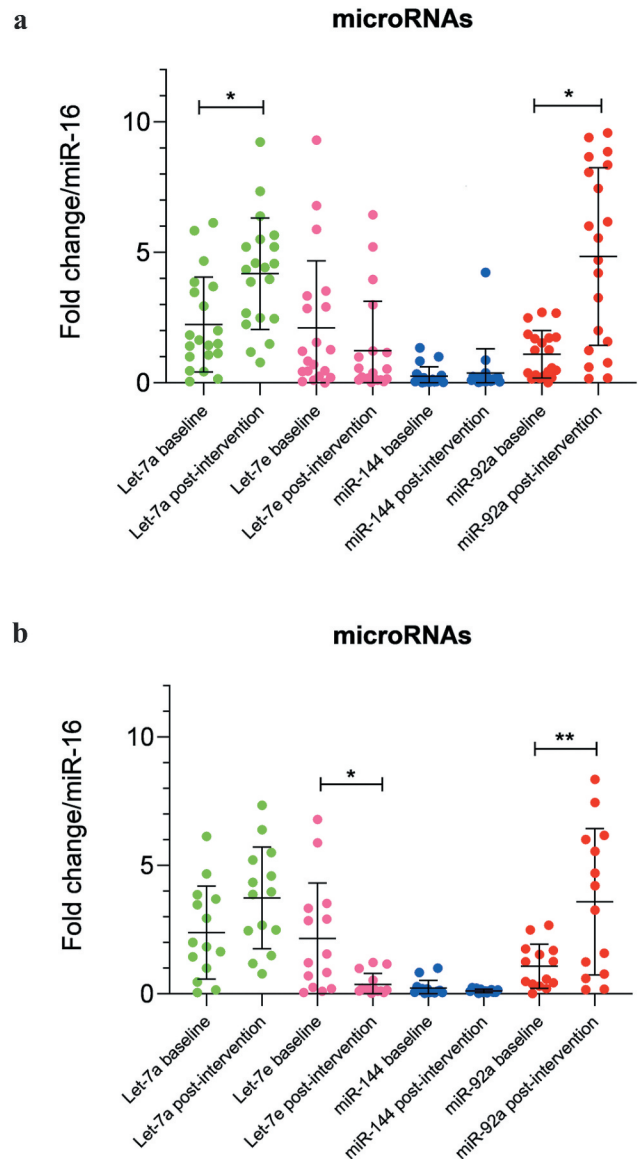 a
microRNAs
Fold change/miR-16
10
5
0
*
*
Let-7a baseline
Let-7a post-intervention
Let-7e baseline
Let-7e post-intervention
miR-144 baseline
miR-144 post-intervention
miR-92a baseline
miR-92a post-intervention
b
microRNAs
Fold change/miR-16
10
5
0
*
**
Let-7a baseline
Let-7a post-intervention
Let-7e baseline
Let-7e post-intervention
miR-144 baseline
miR-144 post-intervention
miR-92a baseline
miR-92a post-intervention